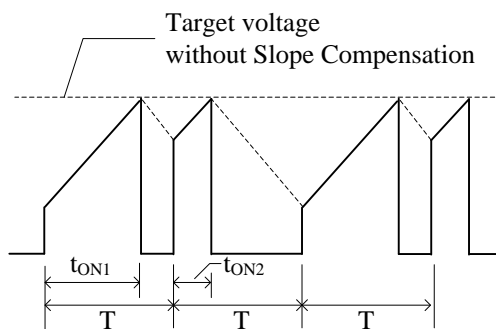 Target voltage
without Slope Compensation
tON1
tON2
T
T
T